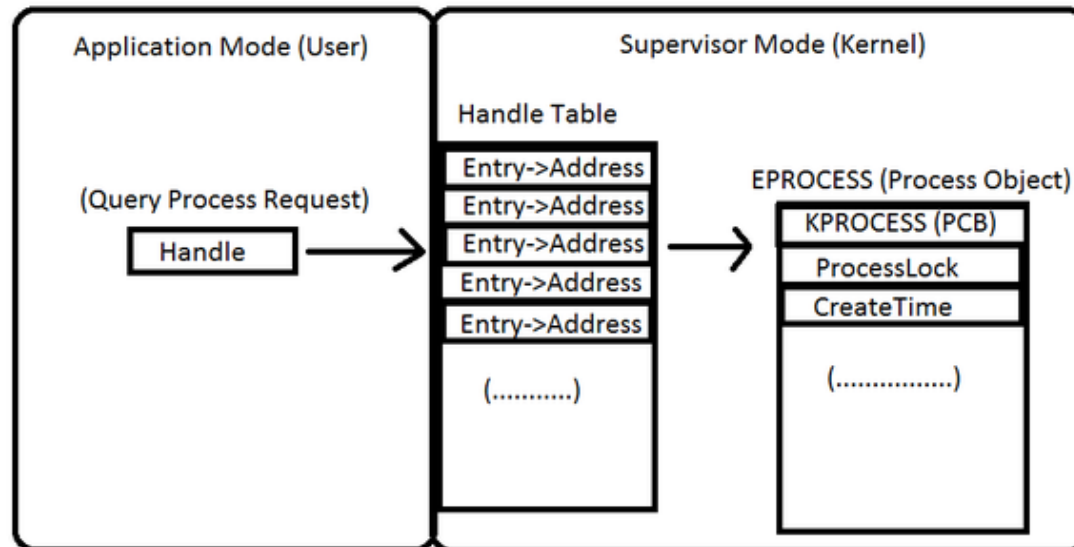 Application Mode (User)
Supervisor Mode (Kernel)
(Query Process Request)
Handle
Handle Table
Entry->Address
Entry->Address
Entry->Address
Entry->Address
Entry->Address
(...........)
EPROCESS (Process Object)
KPROCESS (PCB)
ProcessLock
CreateTime
(................)